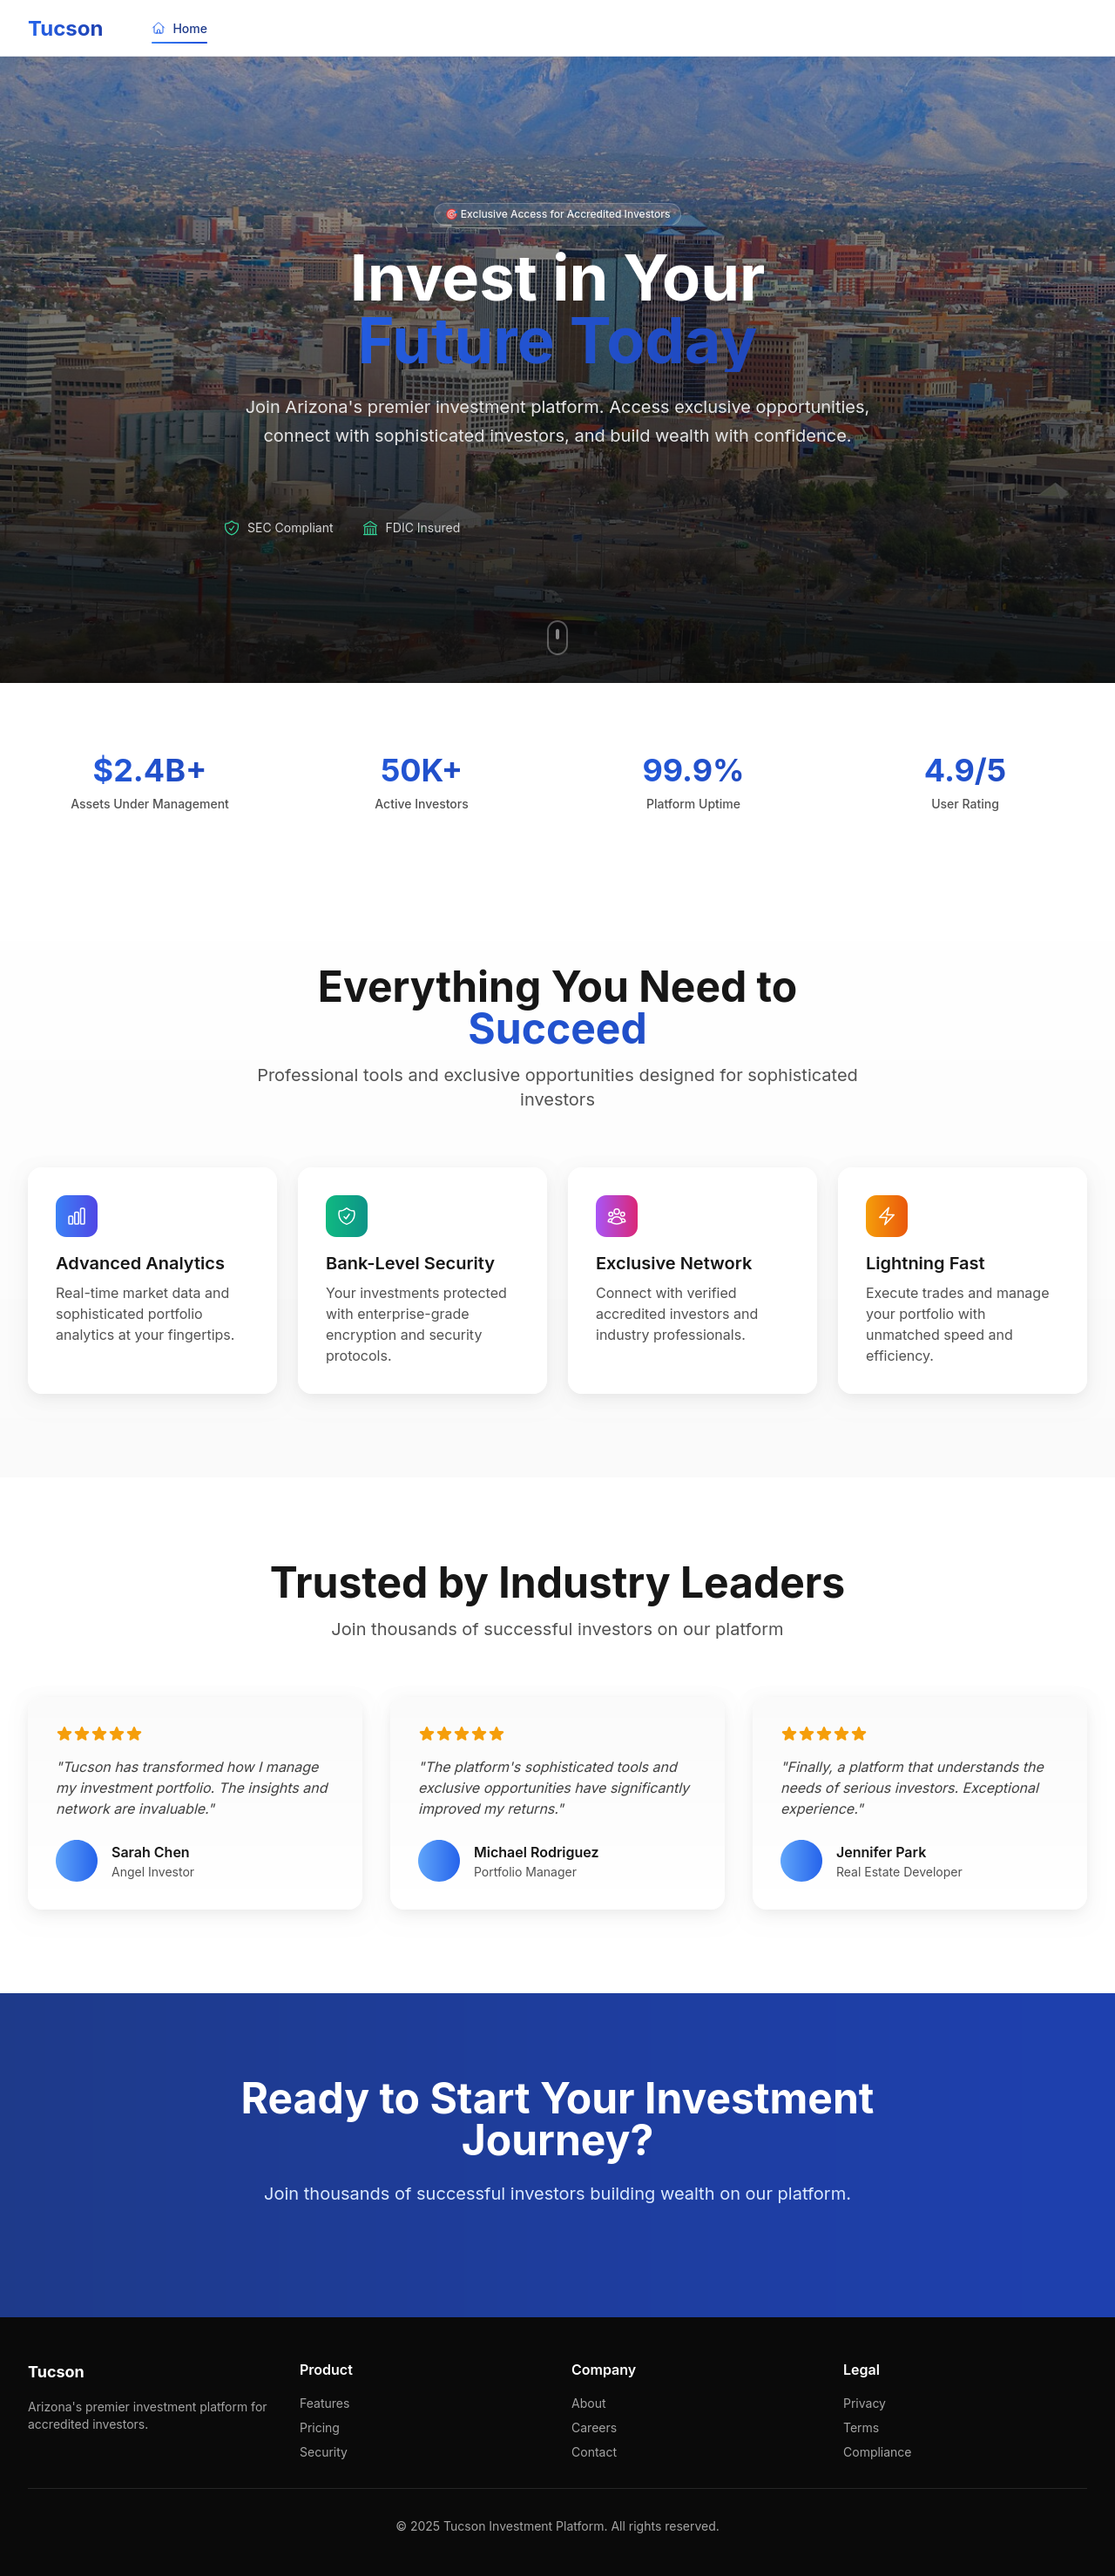 Tucson
Home
🎯 Exclusive Access for Accredited Investors
Invest in Your
Future Today
Join Arizona's premier investment platform. Access exclusive opportunities,
connect with sophisticated investors, and build wealth with confidence.
SEC Compliant
FDIC Insured
$2.4B+
Assets Under Management
50K+
Active Investors
99.9%
Platform Uptime
4.9/5
User Rating
Everything You Need to
Succeed
Professional tools and exclusive opportunities designed for sophisticated
investors
Advanced Analytics
Real-time market data and
sophisticated portfolio
analytics at your fingertips.
Bank-Level Security
Your investments protected
with enterprise-grade
encryption and security
protocols.
Exclusive Network
Connect with verified
accredited investors and
industry professionals.
Lightning Fast
Execute trades and manage
your portfolio with
unmatched speed and
efficiency.
Trusted by Industry Leaders
Join thousands of successful investors on our platform
"Tucson has transformed how I manage
my investment portfolio. The insights and
network are invaluable."
Sarah Chen
Angel Investor
"The platform's sophisticated tools and
exclusive opportunities have significantly
improved my returns."
Michael Rodriguez
Portfolio Manager
"Finally, a platform that understands the
needs of serious investors. Exceptional
experience."
Jennifer Park
Real Estate Developer
Ready to Start Your Investment
Journey?
Join thousands of successful investors building wealth on our platform.
Tucson
Arizona's premier investment platform for
accredited investors.
Product
Features
Pricing
Security
Company
About
Careers
Contact
Legal
Privacy
Terms
Compliance
© 2025 Tucson Investment Platform. All rights reserved.